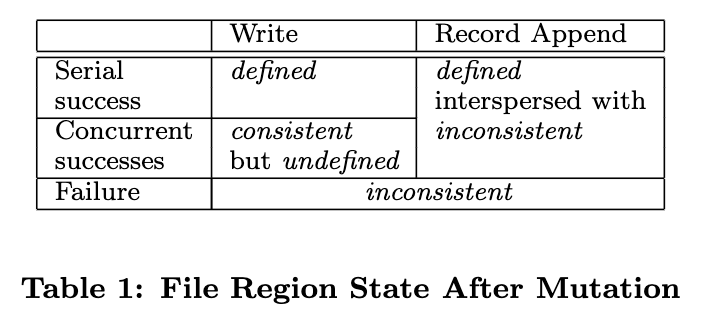 Write Record Append
Serial defined defined
success interspersed with
Concurrent consistent inconsistent
successes but undefined
Failure inconsistent
Table 1: File Region State After Mutation